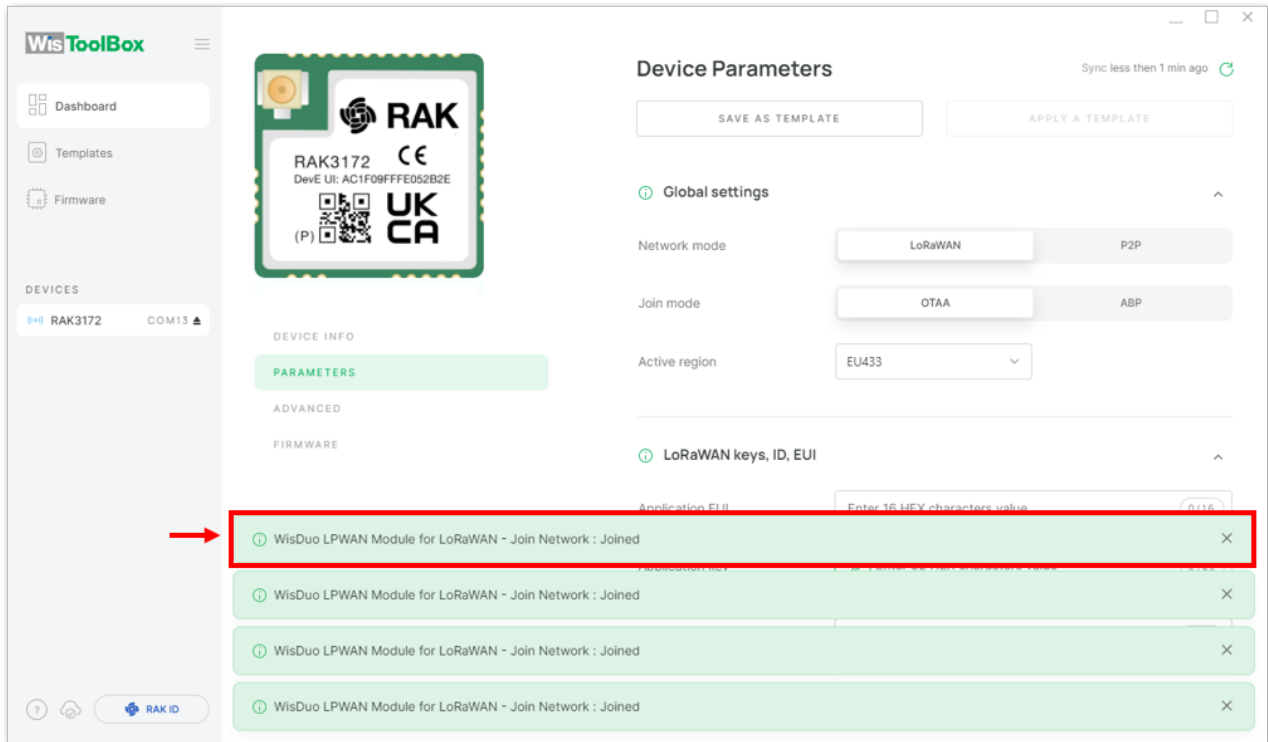 WisToolBox
Dashboard
Templates
Firmware
DEVICES
RAK3172 COM13
RAK ID
RAK
RAK3172 CE
DevE UI: AC1F09FFFE052B2E
UK
CA
(P)
DEVICE INFO
PARAMETERS
ADVANCED
FIRMWARE
Device Parameters
Sync less then 1 min ago
SAVE AS TEMPLATE
APPLY A TEMPLATE
Global settings
Network mode LoRaWAN P2P
Join mode OTAA ABP
Active region EU433
LoRaWAN keys, ID, EUI
Application EUI Enter 16 HEX characters value 0/16
WisDuo LPWAN Module for LoRaWAN - Join Network : Joined
Application key
WisDuo LPWAN Module for LoRaWAN - Join Network : Joined
WisDuo LPWAN Module for LoRaWAN - Join Network : Joined
WisDuo LPWAN Module for LoRaWAN - Join Network : Joined